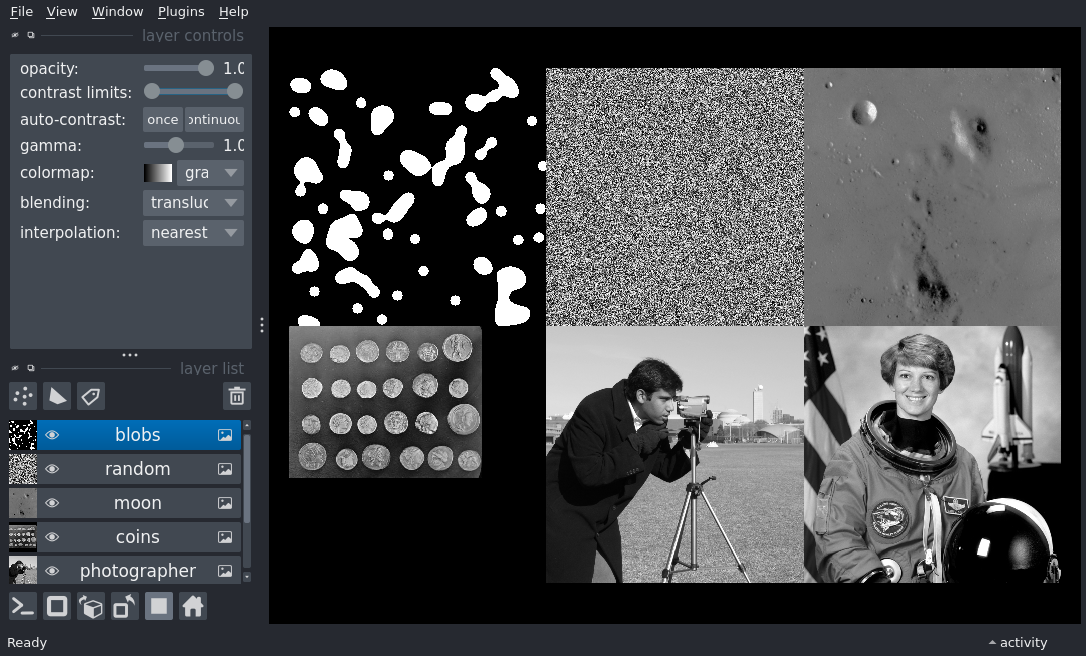 File View Window Plugins Help
layer controls
opacity: 1.0
contrast limits:
auto-contrast: once ontinuou
gamma: 1.0
colormap: gra
blending: transluc
interpolation: nearest
layer list
blobs
random
moon
coins
photographer
Ready
activity